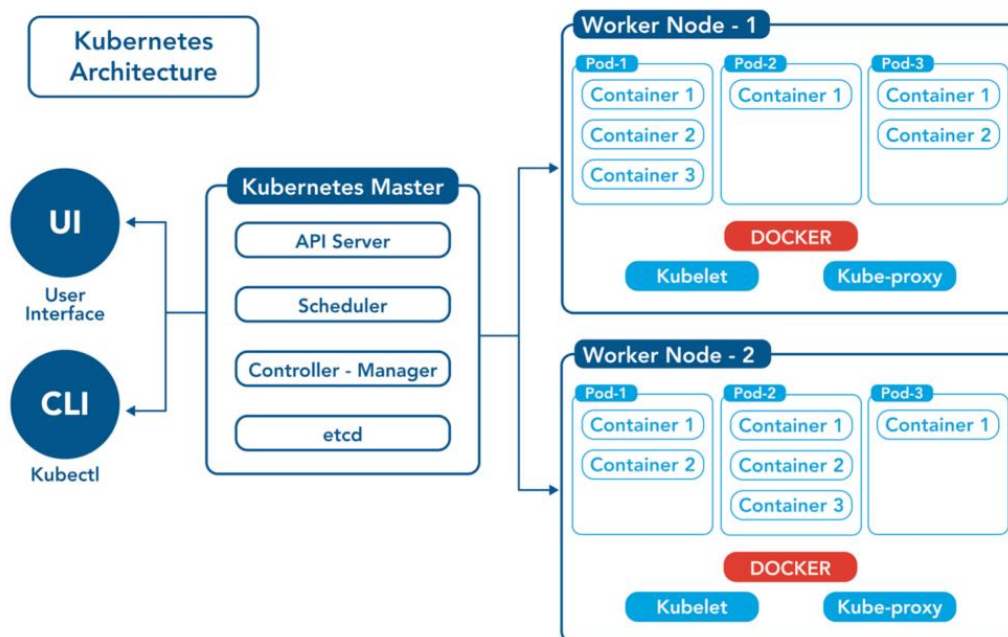 Kubernetes
Architecture
UI
User
Interface
CLI
Kubectl
Kubernetes Master
API Server
Scheduler
Controller - Manager
etcd
Worker Node - 1
Pod-1
Container 1
Container 2
Container 3
Pod-2
Container 1
Pod-3
Container 1
Container 2
DOCKER
Kubelet
Kube-proxy
Worker Node - 2
Pod-1
Container 1
Container 2
Pod-2
Container 1
Container 2
Container 3
Pod-3
Container 1
DOCKER
Kubelet
Kube-proxy